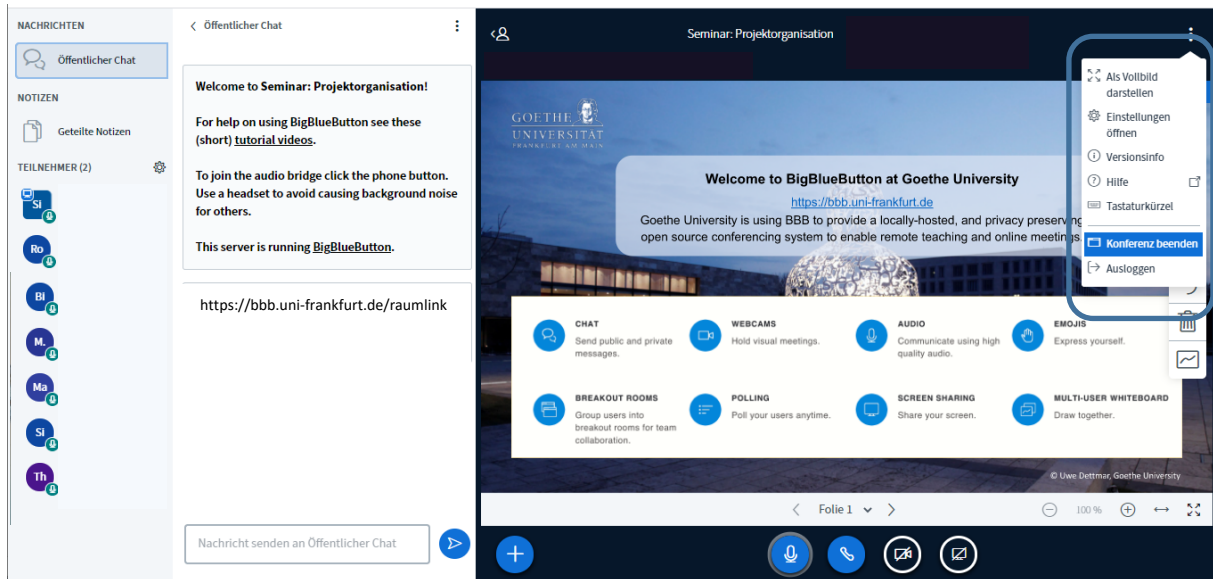 NACHRICHTEN
Öffentlicher Chat
NOTIZEN
Geteilte Notizen
TEILNEHMER (2)
Si
Ro
Bi
M.
Ma
Si
Th
Öffentlicher Chat
Welcome to Seminar: Projektorganisation!
For help on using BigBlueButton see these
(short) tutorial videos.
To join the audio bridge click the phone button.
Use a headset to avoid causing background noise
for others.
This server is running BigBlueButton.
https://bbb.uni-frankfurt.de/raumlink
Nachricht senden an Öffentlicher Chat
Seminar: Projektorganisation
GOETHE
UNIVERSITÄT
FRANKFURT AM MAIN
Welcome to BigBlueButton at Goethe University
https://bbb.uni-frankfurt.de
Goethe University is using BBB to provide a locally-hosted, and privacy preserving
open source conferencing system to enable remote teaching and online meetings.
CHAT
Send public and private
messages.
WEBCAMS
Hold visual meetings.
AUDIO
Communicate using high
quality audio.
EMOJIS
Express yourself.
BREAKOUT ROOMS
Group users into
breakout rooms for team
collaboration.
POLLING
Poll your users anytime.
SCREEN SHARING
Share your screen.
MULTI-USER WHITEBOARD
Draw together.
© Uwe Dettmar, Goethe University
Folie 1
100 %
Als Vollbild
darstellen
Einstellungen
öffnen
Versionsinfo
Hilfe
Tastaturkürzel
Konferenz beenden
Ausloggen